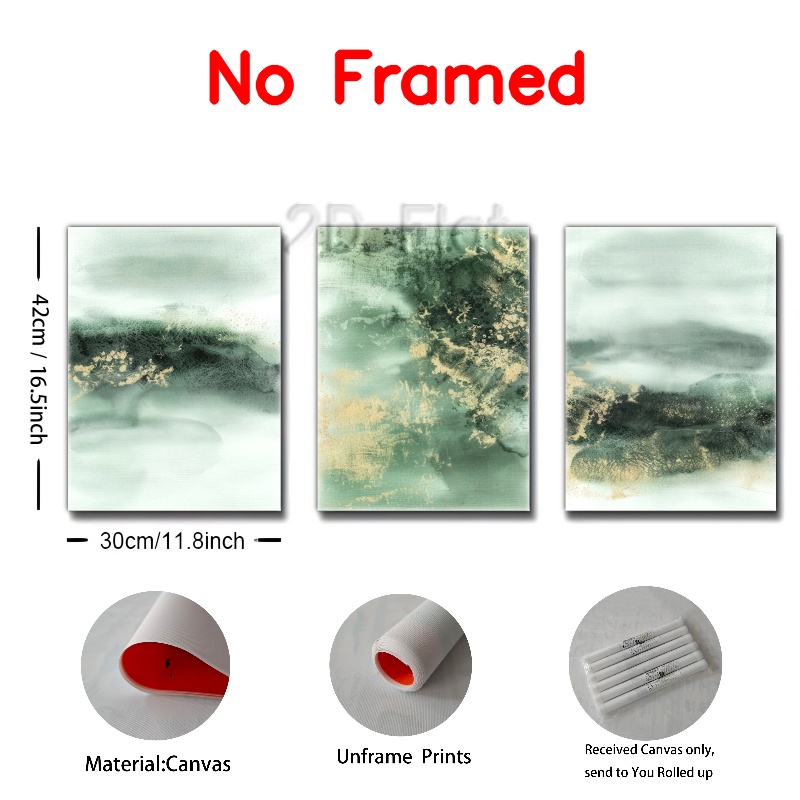 No Framed
2D Flat
42cm / 16.5inch
30cm/11.8inch
Material:Canvas
Unframe Prints
Received Canvas only,
send to You Rolled up